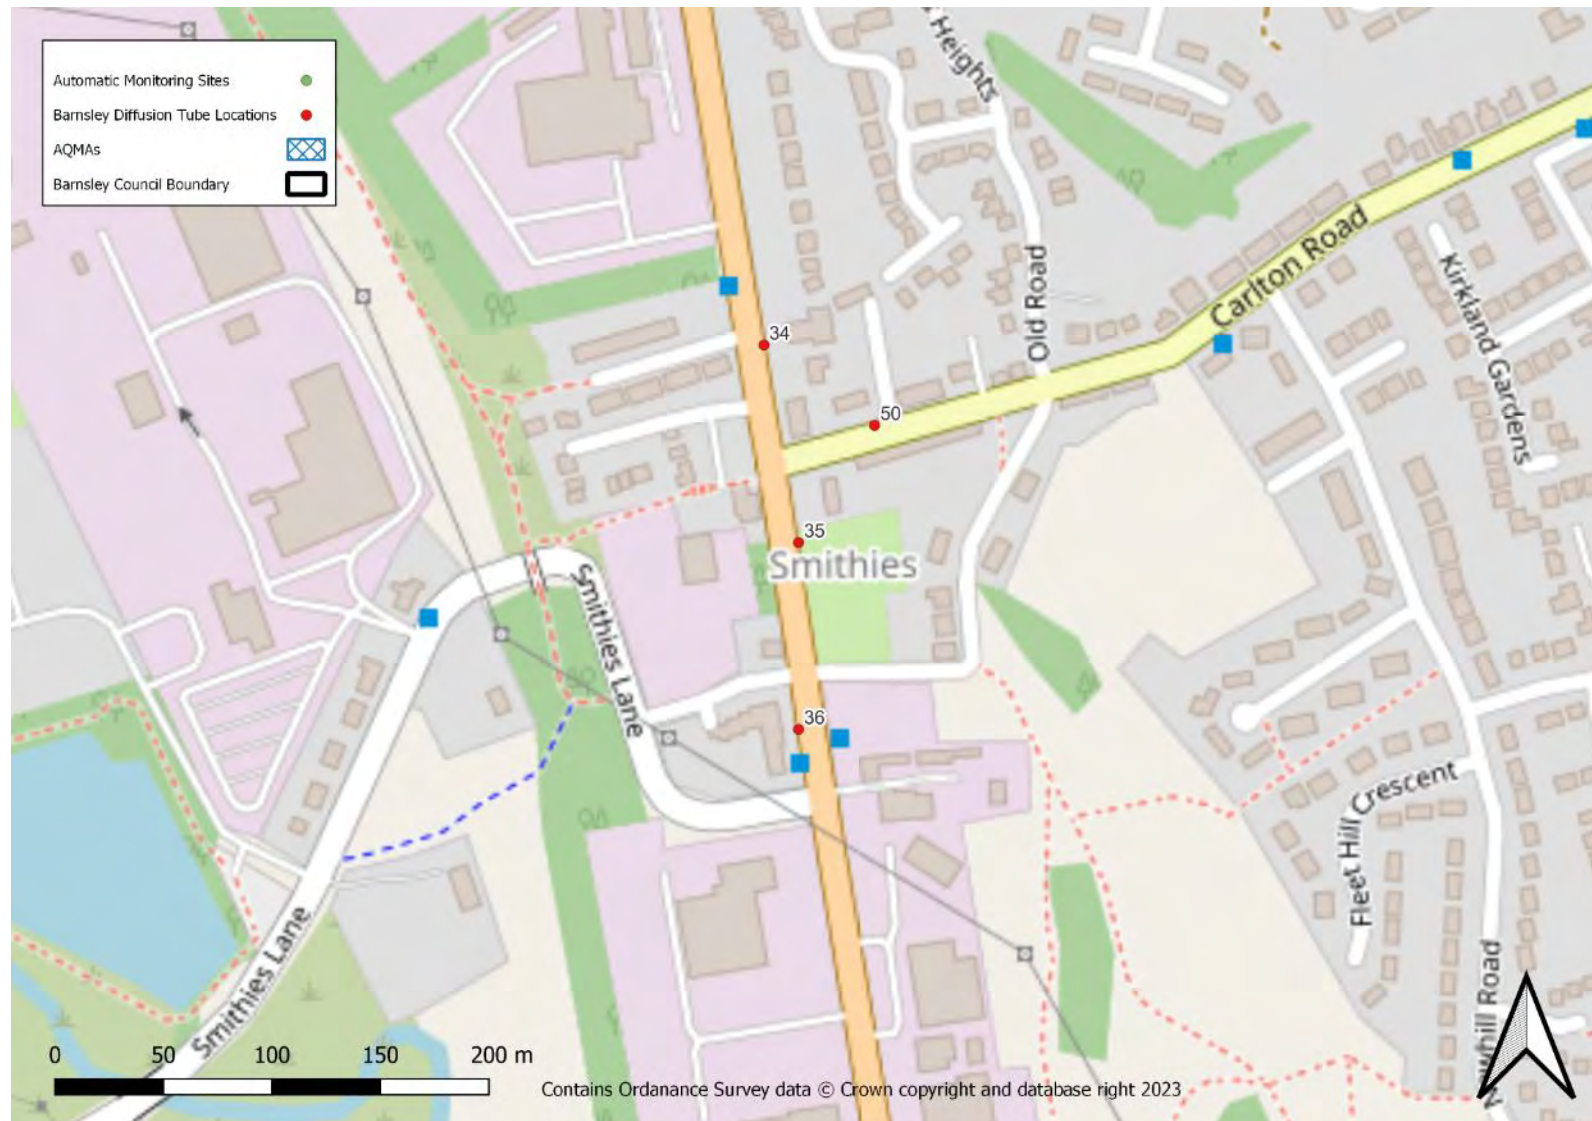 Heights
Automatic Monitoring Sites
Barnsley Diffusion Tube Locations
AQMAs
Barnsley Council Boundary
Old Road
Carlton Road
Kirkland Gardens
34
50
35
Smithies
Smithies Lane
36
Fleet Hill Crescent
Smithies Lane
0 50 100 150 200 m
Contains Ordanance Survey data © Crown copyright and database right 2023